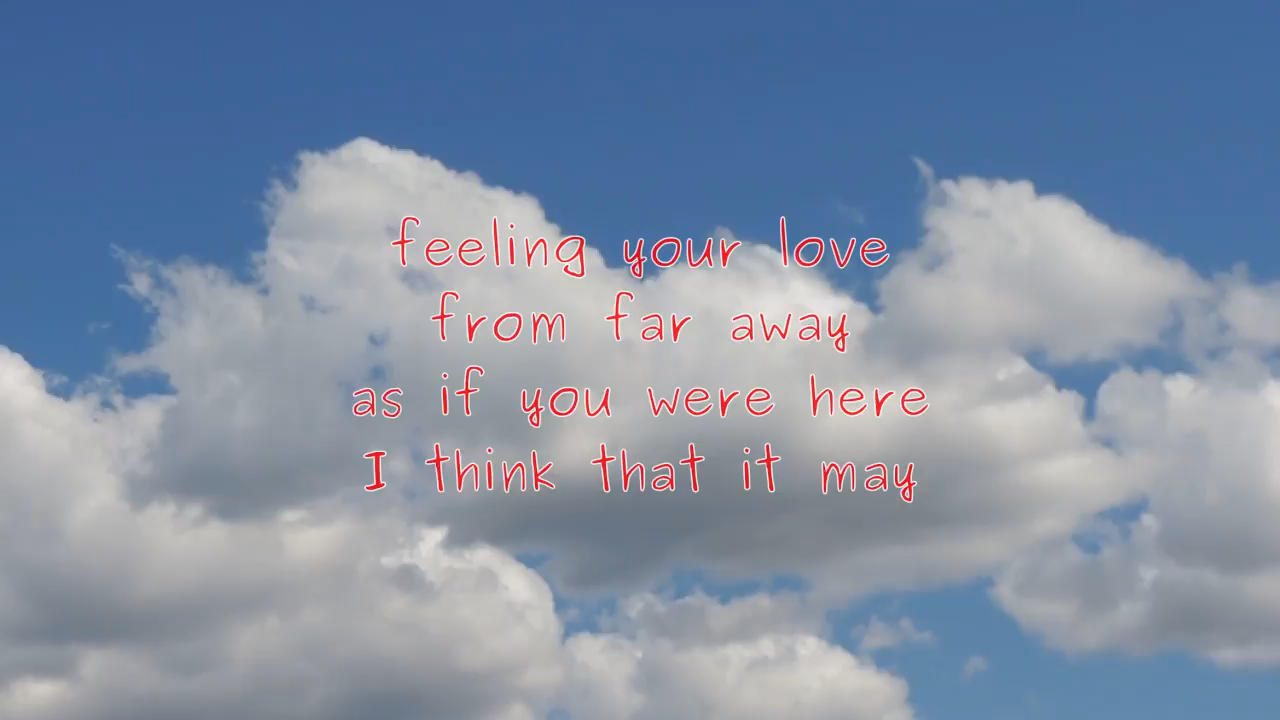 feeling your love
from far away
as if you were here
I think that it may